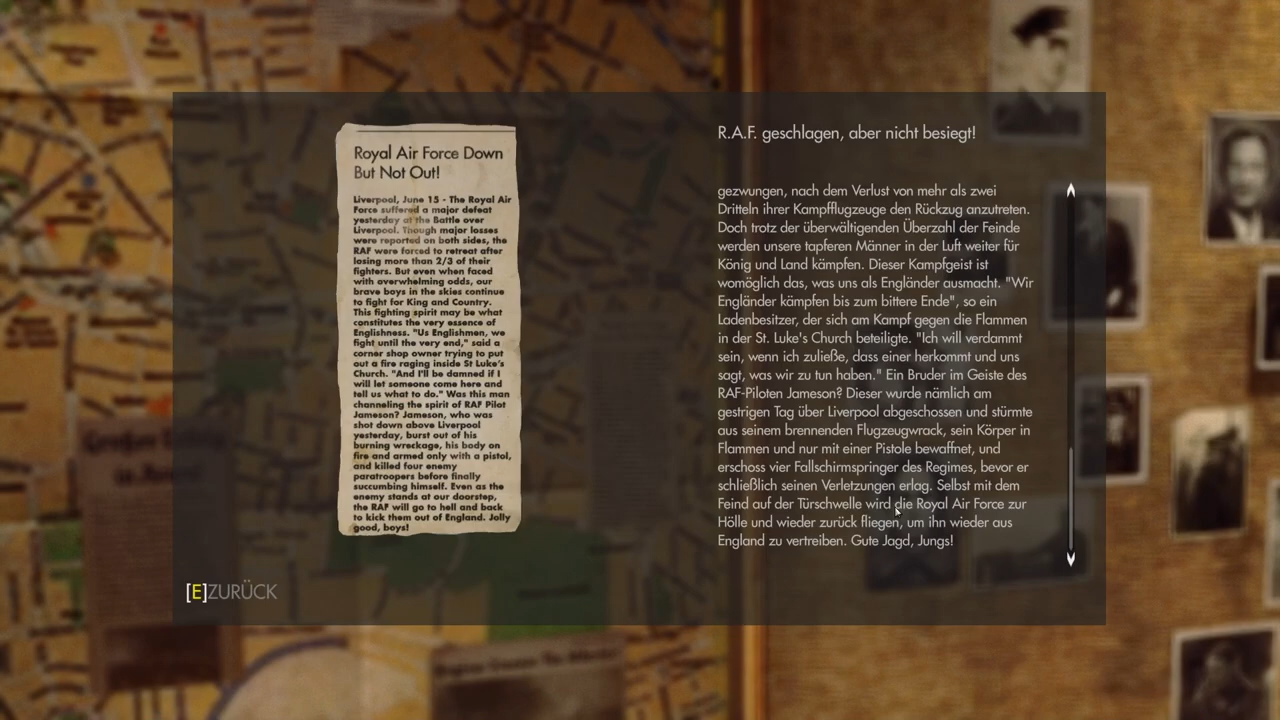 Royal Air Force Down
But Not Out!
Liverpool, June 15 - The Royal Air
Force suffered a major defeat
yesterday at the Battle over
Liverpool. Though major losses
were reported on both sides, the
RAF were forced to retreat after
losing more than 2/3 of their
fighters. But even when faced
with overwhelming odds, our
brave boys in the skies continue
to fight for King and Country.
This fighting spirit may be what
constitutes the very essence of
Englishness. "Us Englishmen, we
fight until the very end," said a
corner shop owner trying to put
out a fire raging inside St Luke's
Church. "And I'll be damned if I
will let someone come here and
tell us what to do." Was this man
channeling the spirit of RAF Pilot
Jameson? Jameson, who was
shot down above Liverpool
yesterday, burst out of his
burning wreckage, his body on
fire and armed only with a pistol,
and killed four enemy
paratroopers before finally
succumbing himself. Even as the
enemy stands at our doorstep,
the RAF will go to hell and back
to kick them out of England. Jolly
good, boys!
R.A.F. geschlagen, aber nicht besiegt!
gezwungen, nach dem Verlust von mehr als zwei
Dritteln ihrer Kampfflugzeuge den Rückzug anzutreten.
Doch trotz der überwältigenden Überzahl der Feinde
werden unsere tapferen Männer in der Luft weiter für
König und Land kämpfen. Dieser Kampfgeist ist
womöglich das, was uns als Engländer ausmacht. "Wir
Engländer kämpfen bis zum bittere Ende", so ein
Ladenbesitzer, der sich am Kampf gegen die Flammen
in der St. Luke's Church beteiligte. "Ich will verdammt
sein, wenn ich zuließe, dass einer herkommt und uns
sagt, was wir zu tun haben." Ein Bruder im Geiste des
RAF-Piloten Jameson? Dieser wurde nämlich am
gestrigen Tag über Liverpool abgeschossen und stürmte
aus seinem brennenden Flugzeugwrack, sein Körper in
Flammen und nur mit einer Pistole bewaffnet, und
erschoss vier Fallschirmspringer des Regimes, bevor er
schließlich seinen Verletzungen erlag. Selbst mit dem
Feind auf der Türschwelle wird die Royal Air Force zur
Hölle und wieder zurück fliegen, um ihn wieder aus
England zu vertreiben. Gute Jagd, Jungs!
[E]ZURÜCK